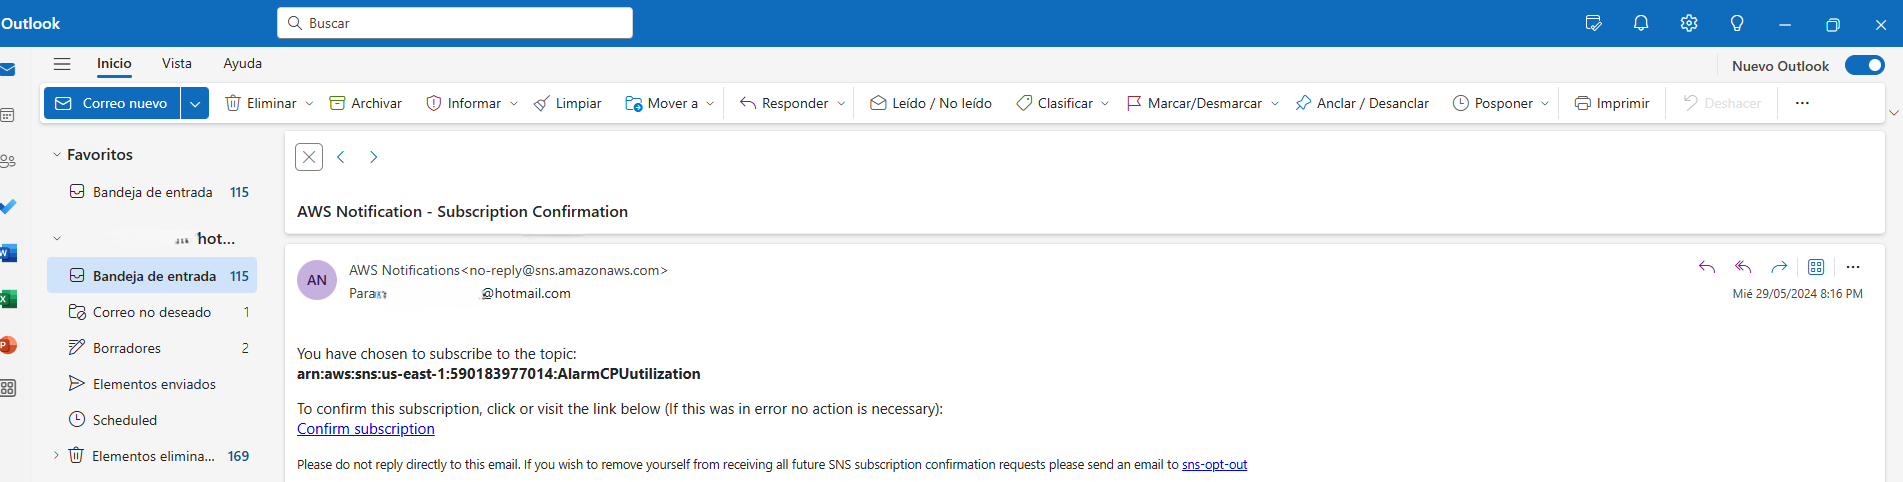 Outlook
Buscar
Inicio
Vista
Ayuda
Nuevo Outlook
Correo nuevo
Eliminar
Archivar
Informar
Limpiar
Mover a
Responder
Leído / No leído
Clasificar
Marcar/Desmarcar
Anclar / Desanclar
Posponer
Imprimir
Deshacer
Favoritos
Bandeja de entrada 115
hot...
Bandeja de entrada 115
Correo no deseado 1
Borradores 2
Elementos enviados
Scheduled
Elementos elimina... 169
AWS Notification - Subscription Confirmation
AN
AWS Notifications<no-reply@sns.amazonaws.com>
Para @hotmail.com
Mié 29/05/2024 8:16 PM
You have chosen to subscribe to the topic:
arn:aws:sns:us-east-1:590183977014:AlarmCPUutilization
To confirm this subscription, click or visit the link below (If this was in error no action is necessary):
Confirm subscription
Please do not reply directly to this email. If you wish to remove yourself from receiving all future SNS subscription confirmation requests please send an email to sns-opt-out